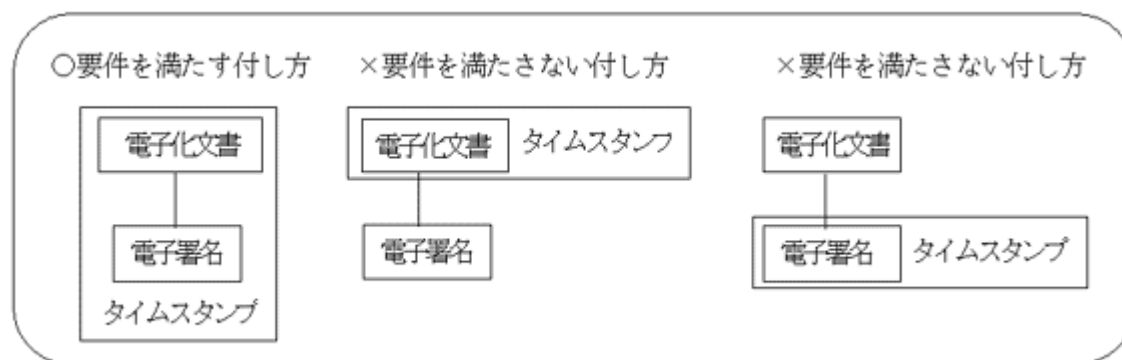 ○要件を満たす付し方
電子化文書
電子署名
タイムスタンプ
×要件を満たさない付し方
電子化文書
タイムスタンプ
電子署名
×要件を満たさない付し方
電子化文書
電子署名
タイムスタンプ